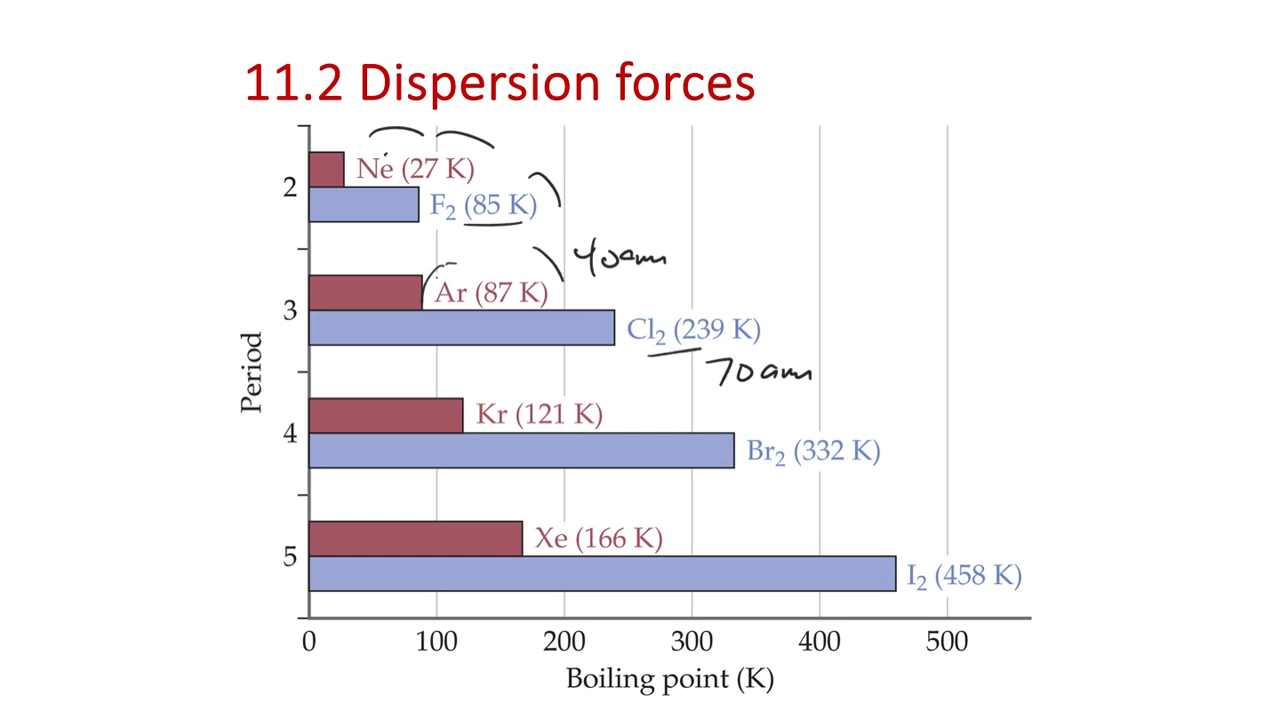 11.2 Dispersion forces
Ne (27 K)
2
F₂ (85 K)
40amu
Ar (87 K)
3
Cl₂ (239 K)
70amu
Period
Kr (121 K)
4
Br₂ (332 K)
Xe (166 K)
5
I₂ (458 K)
0 100 200 300 400 500
Boiling point (K)